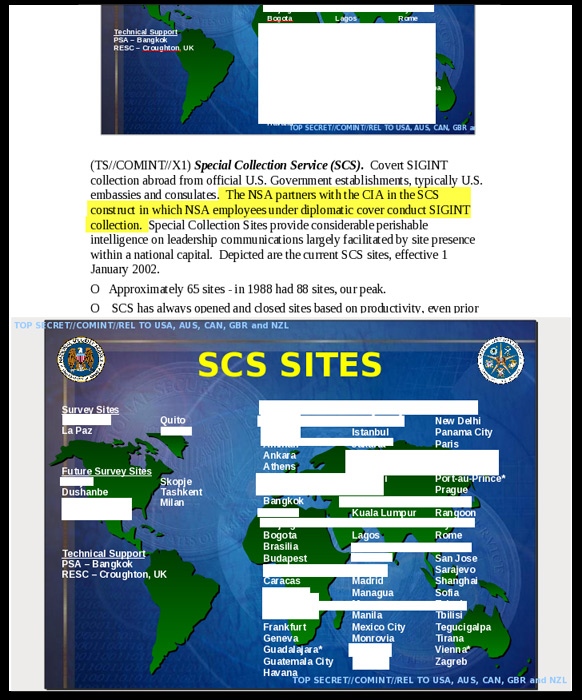 Bogota Lagos Rome
Technical Support
PSA – Bangkok
RESC – Croughton, UK
TOP SECRET//COMINT//REL TO USA, AUS, CAN, GBR
(TS//COMINT//X1) Special Collection Service (SCS). Covert SIGINT
collection abroad from official U.S. Government establishments, typically U.S.
embassies and consulates. The NSA partners with the CIA in the SCS
construct in which NSA employees under diplomatic cover conduct SIGINT
collection. Special Collection Sites provide considerable perishable
intelligence on leadership communications largely facilitated by site presence
within a national capital. Depicted are the current SCS sites, effective 1
January 2002.
O Approximately 65 sites - in 1988 had 88 sites, our peak.
O SCS has always opened and closed sites based on productivity, even prior
TOP SECRET//COMINT//REL TO USA, AUS, CAN, GBR and NZL
SCS SITES
Survey Sites
La Paz
Quito
Future Survey Sites
Dushanbe
Skopje
Tashkent
Milan
Technical Support
PSA – Bangkok
RESC – Croughton, UK
Ankara
Athens
Bangkok
Bogota
Brasilia
Budapest
Caracas
Frankfurt
Geneva
Guadalajara*
Guatemala City
Havana
Istanbul
Kuala Lumpur
Lagos
Madrid
Managua
Manila
Mexico City
Monrovia
New Delhi
Panama City
Paris
Port-au-Prince*
Prague
Rangoon
Rome
San Jose
Sarajevo
Shanghai
Sofia
Tbilisi
Tegucigalpa
Tirana
Vienna*
Zagreb
TOP SECRET//COMINT//REL TO USA, AUS, CAN, GBR and NZL